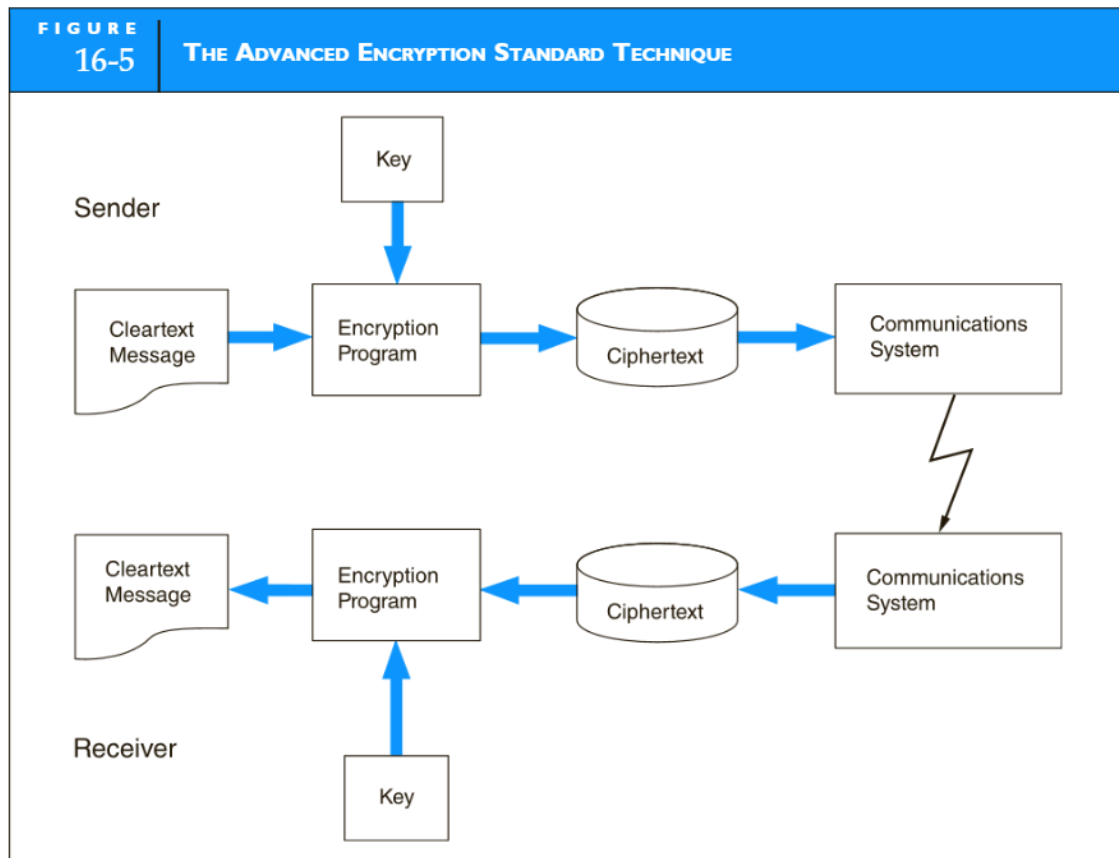 FIGURE
16-5
THE ADVANCED ENCRYPTION STANDARD TECHNIQUE
Key
Sender
Cleartext
Message
Encryption
Program
Ciphertext
Communications
System
Cleartext
Message
Encryption
Program
Ciphertext
Communications
System
Receiver
Key